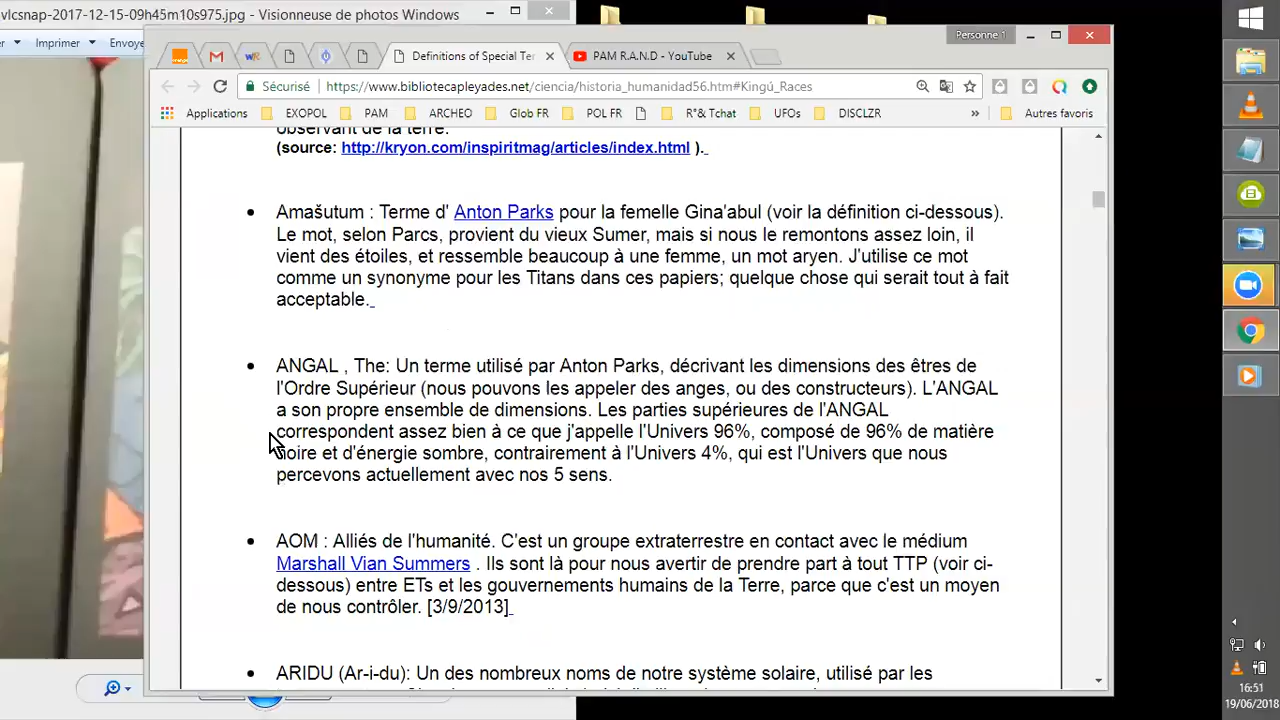 vlcsnap-2017-12-15-09h45m10s975.jpg - Visionneuse de photos Windows
Imprimer
Envoye
Personne 1
Definitions of Special Ter
PAM R.A.N.D - YouTube
Sécurisé
https://www.bibliotecapleyades.net/ciencia/historia_humanidad56.htm#Kingú_Races
Applications
EXOPOL
PAM
ARCHEO
Glob FR
POL FR
R°& Tchat
UFOs
DISCLZR
»
Autres favoris
observant de la terre.
(source: http://kryon.com/inspiritmag/articles/index.html ).
• Amašutum : Terme d' Anton Parks pour la femelle Gina'abul (voir la définition ci-dessous).
Le mot, selon Parcs, provient du vieux Sumer, mais si nous le remontons assez loin, il
vient des étoiles, et ressemble beaucoup à une femme, un mot aryen. J'utilise ce mot
comme un synonyme pour les Titans dans ces papiers; quelque chose qui serait tout à fait
acceptable.
• ANGAL , The: Un terme utilisé par Anton Parks, décrivant les dimensions des êtres de
l'Ordre Supérieur (nous pouvons les appeler des anges, ou des constructeurs). L'ANGAL
a son propre ensemble de dimensions. Les parties supérieures de l'ANGAL
correspondent assez bien à ce que j'appelle l'Univers 96%, composé de 96% de matière
noire et d'énergie sombre, contrairement à l'Univers 4%, qui est l'Univers que nous
percevons actuellement avec nos 5 sens.
• AOM : Alliés de l'humanité. C'est un groupe extraterrestre en contact avec le médium
Marshall Vian Summers . Ils sont là pour nous avertir de prendre part à tout TTP (voir ci-
dessous) entre ETs et les gouvernements humains de la Terre, parce que c'est un moyen
de nous contrôler. [3/9/2013]
• ARIDU (Ar-i-du): Un des nombreux noms de notre système solaire, utilisé par les
16:51
19/06/2018